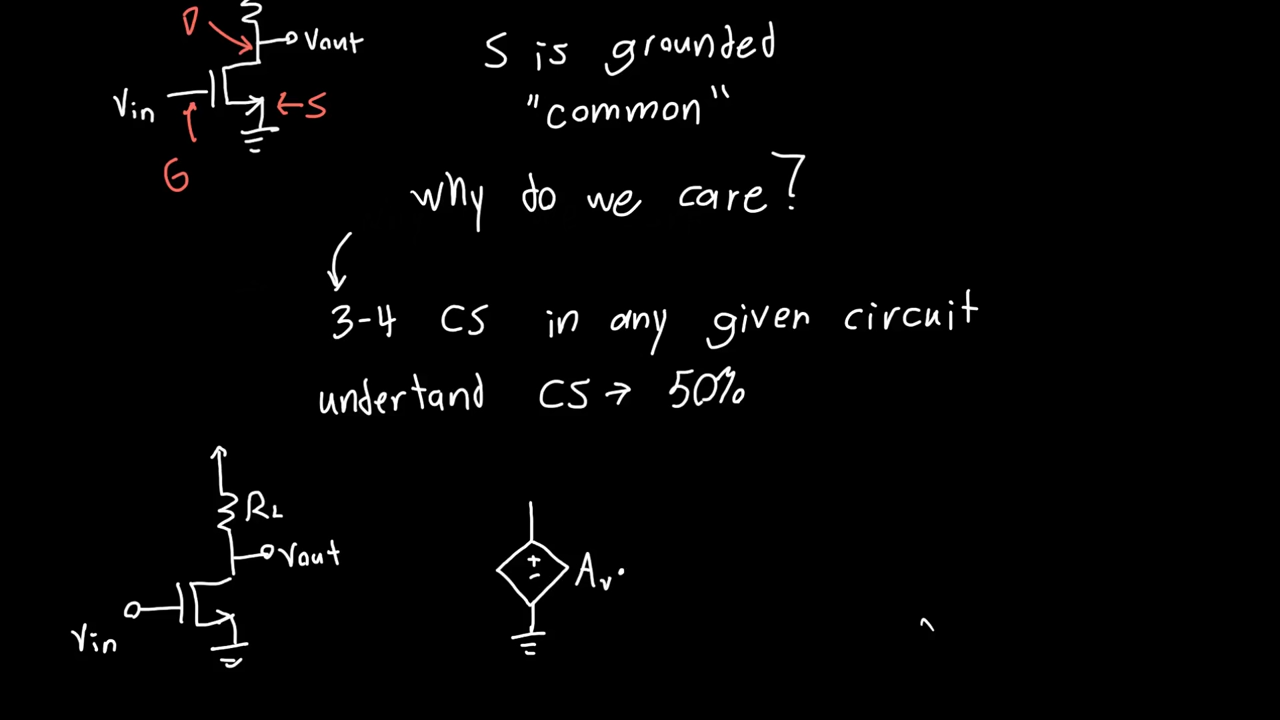 D
Vout
S is grounded
Vin
S
"common"
G
why do we care?
3-4 CS in any given circuit
undertand CS → 50%
RL
Vout
+
-
Av·
Vin